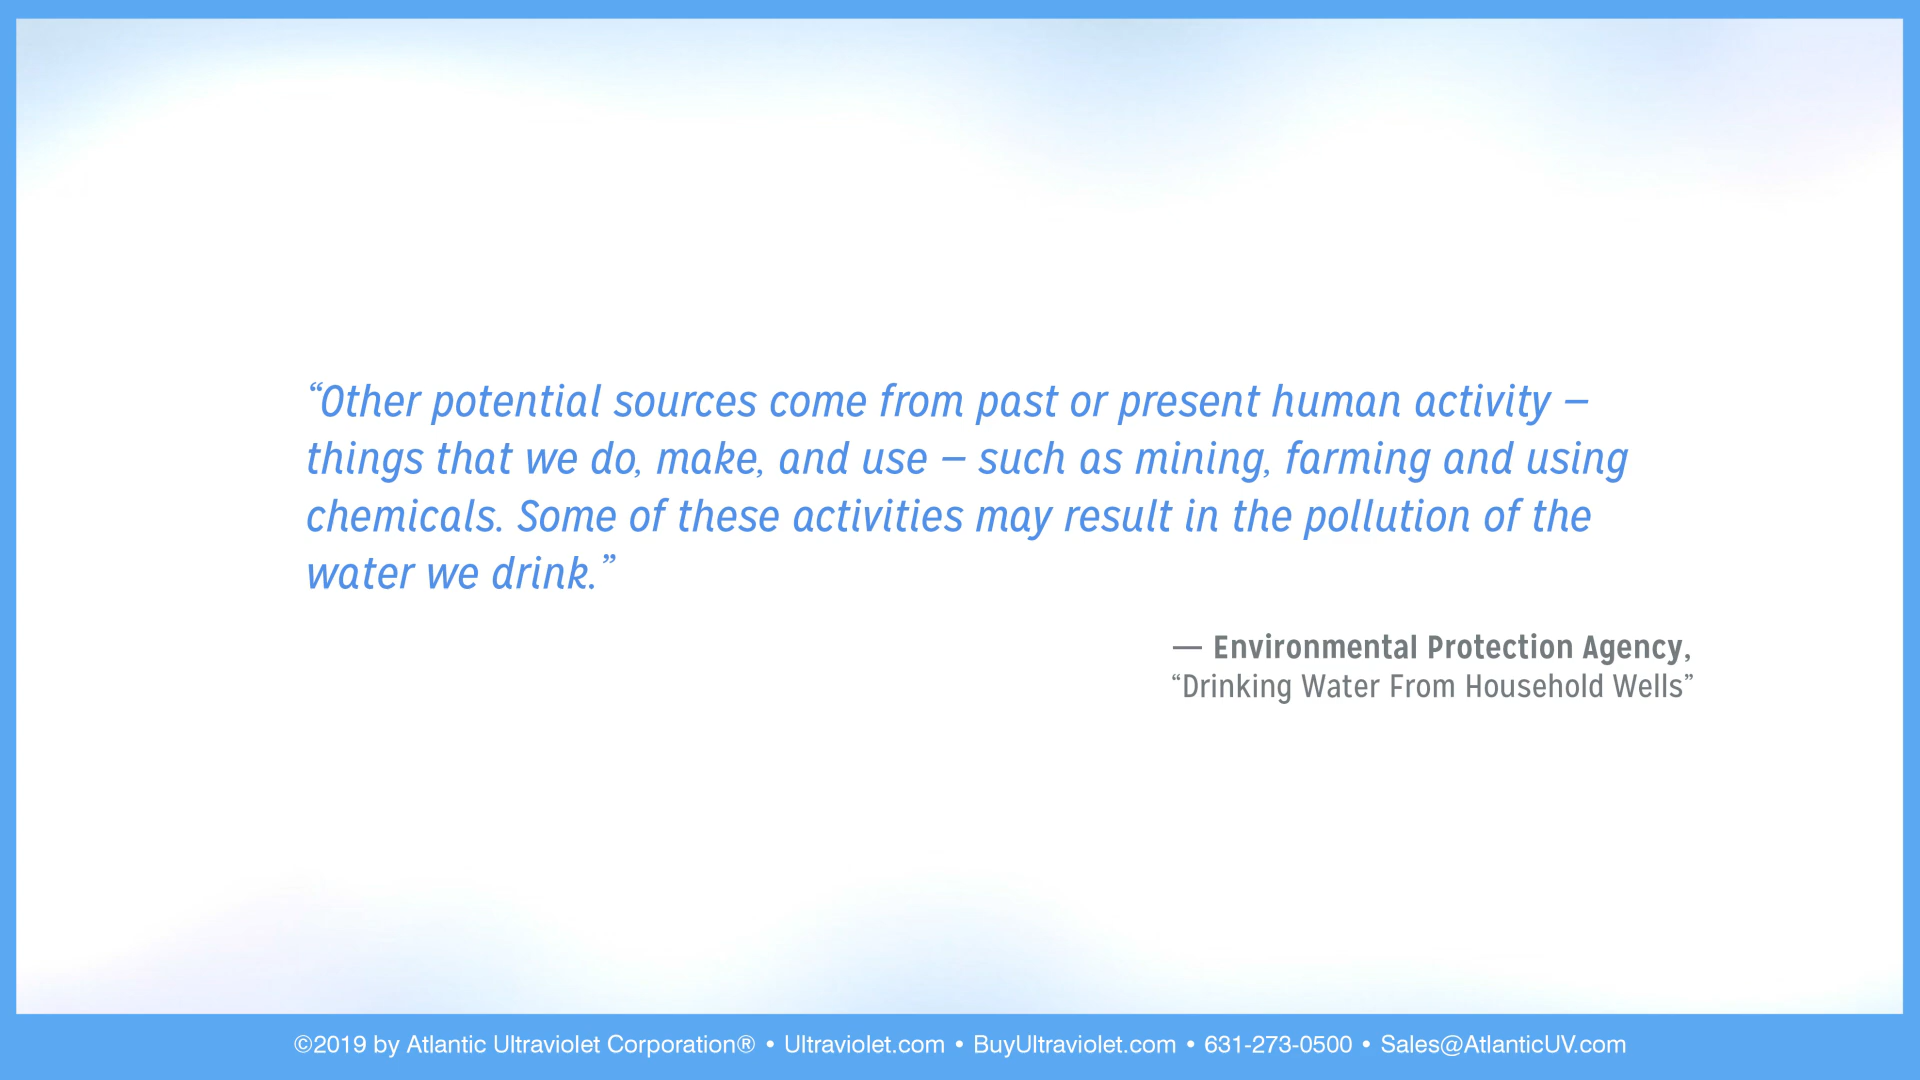 “Other potential sources come from past or present human activity –
things that we do, make, and use – such as mining, farming and using
chemicals. Some of these activities may result in the pollution of the
water we drink.”
— Environmental Protection Agency,
“Drinking Water From Household Wells”
©2019 by Atlantic Ultraviolet Corporation® • Ultraviolet.com • BuyUltraviolet.com • 631-273-0500 • Sales@AtlanticUV.com